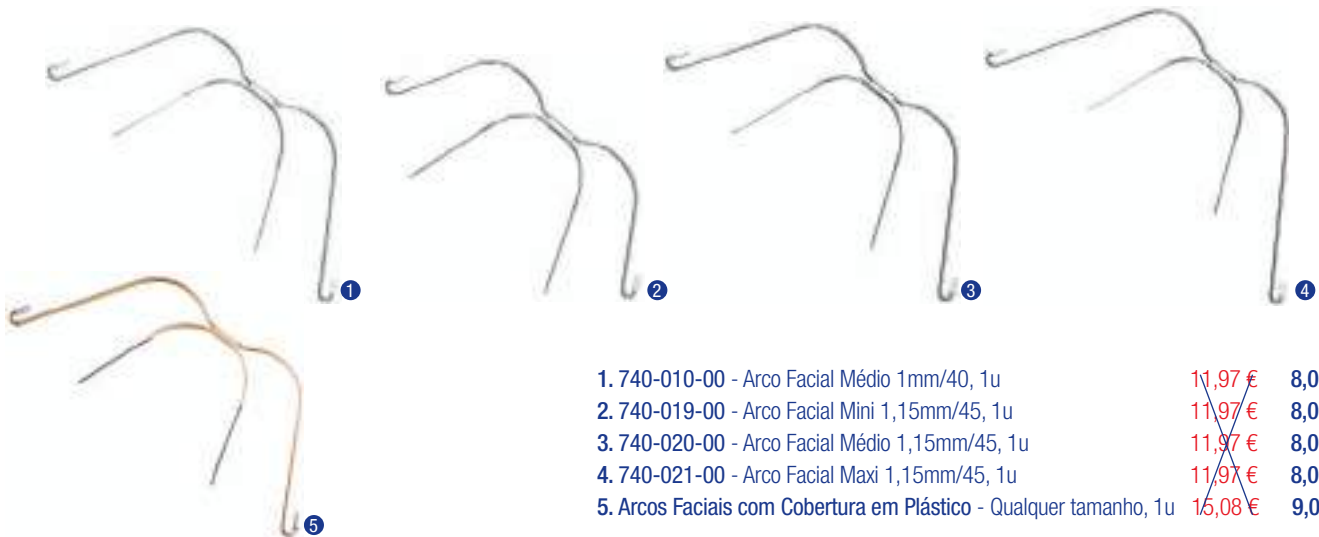 1
2
3
4
5
1. 740-010-00 - Arco Facial Médio 1mm/40, 1u 11,97 € 8,0
2. 740-019-00 - Arco Facial Mini 1,15mm/45, 1u 11,97 € 8,0
3. 740-020-00 - Arco Facial Médio 1,15mm/45, 1u 11,97 € 8,0
4. 740-021-00 - Arco Facial Maxi 1,15mm/45, 1u 11,97 € 8,0
5. Arcos Faciais com Cobertura em Plástico - Qualquer tamanho, 1u 15,08 € 9,0